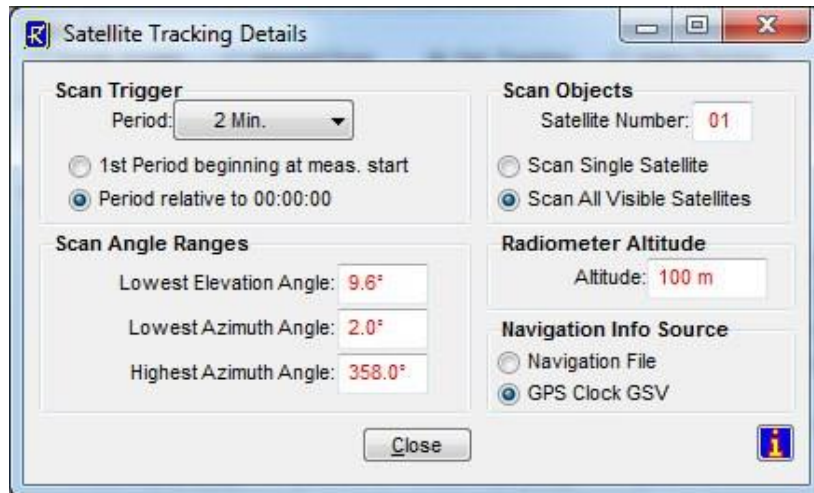 Satellite Tracking Details
Scan Trigger
Period: 2 Min.
1st Period beginning at meas. start
Period relative to 00:00:00
Scan Objects
Satellite Number: 01
Scan Single Satellite
Scan All Visible Satellites
Scan Angle Ranges
Lowest Elevation Angle: 9.6°
Lowest Azimuth Angle: 2.0°
Highest Azimuth Angle: 358.0°
Radiometer Altitude
Altitude: 100 m
Navigation Info Source
Navigation File
GPS Clock GSV
Close